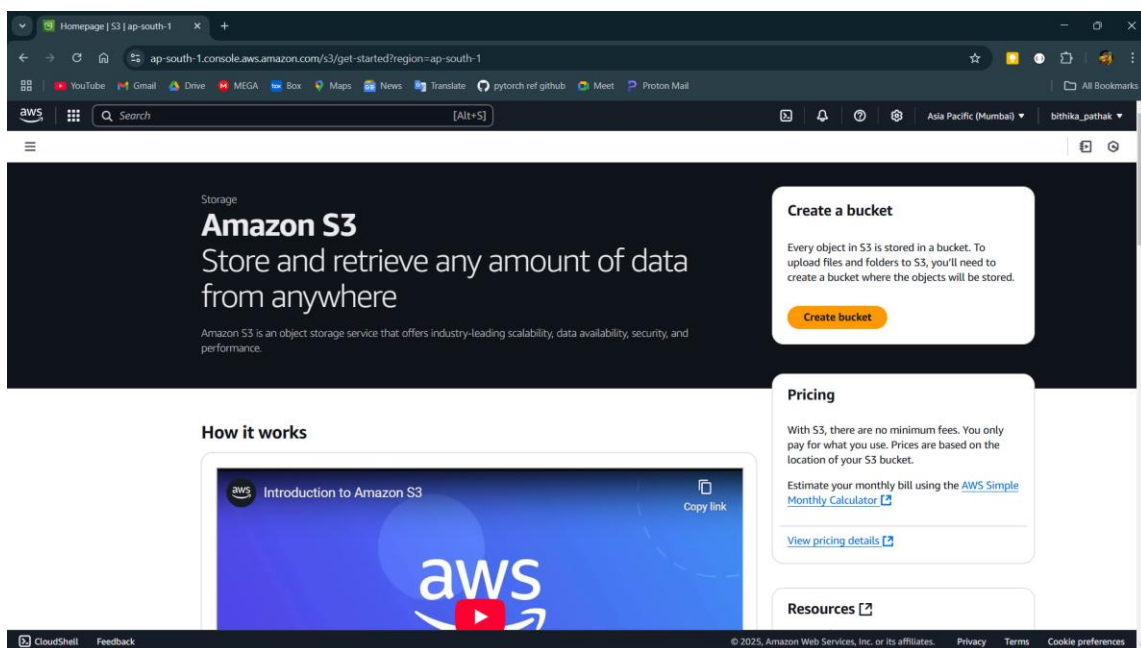 Homepage | S3 | ap-south-1
ap-south-1.console.aws.amazon.com/s3/get-started?region=ap-south-1
YouTube Gmail Drive MEGA Box Maps News Translate pytorch ref github Meet Proton Mail All Bookmarks
aws Search [Alt+S] Asia Pacific (Mumbai) bithika_pathak
Storage
Amazon S3
Store and retrieve any amount of data
from anywhere
Amazon S3 is an object storage service that offers industry-leading scalability, data availability, security, and
performance.
Create a bucket
Every object in S3 is stored in a bucket. To
upload files and folders to S3, you'll need to
create a bucket where the objects will be stored.
Create bucket
Pricing
With S3, there are no minimum fees. You only
pay for what you use. Prices are based on the
location of your S3 bucket.
Estimate your monthly bill using the AWS Simple
Monthly Calculator
View pricing details
Resources
How it works
aws Introduction to Amazon S3
Copy link
aws
CloudShell Feedback © 2025, Amazon Web Services, Inc. or its affiliates. Privacy Terms Cookie preferences